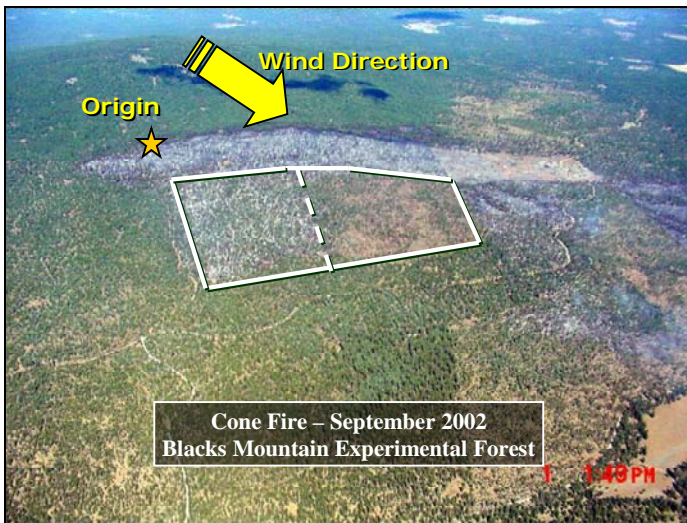 Wind Direction
Origin
Cone Fire – September 2002
Blacks Mountain Experimental Forest
1 1:49PM